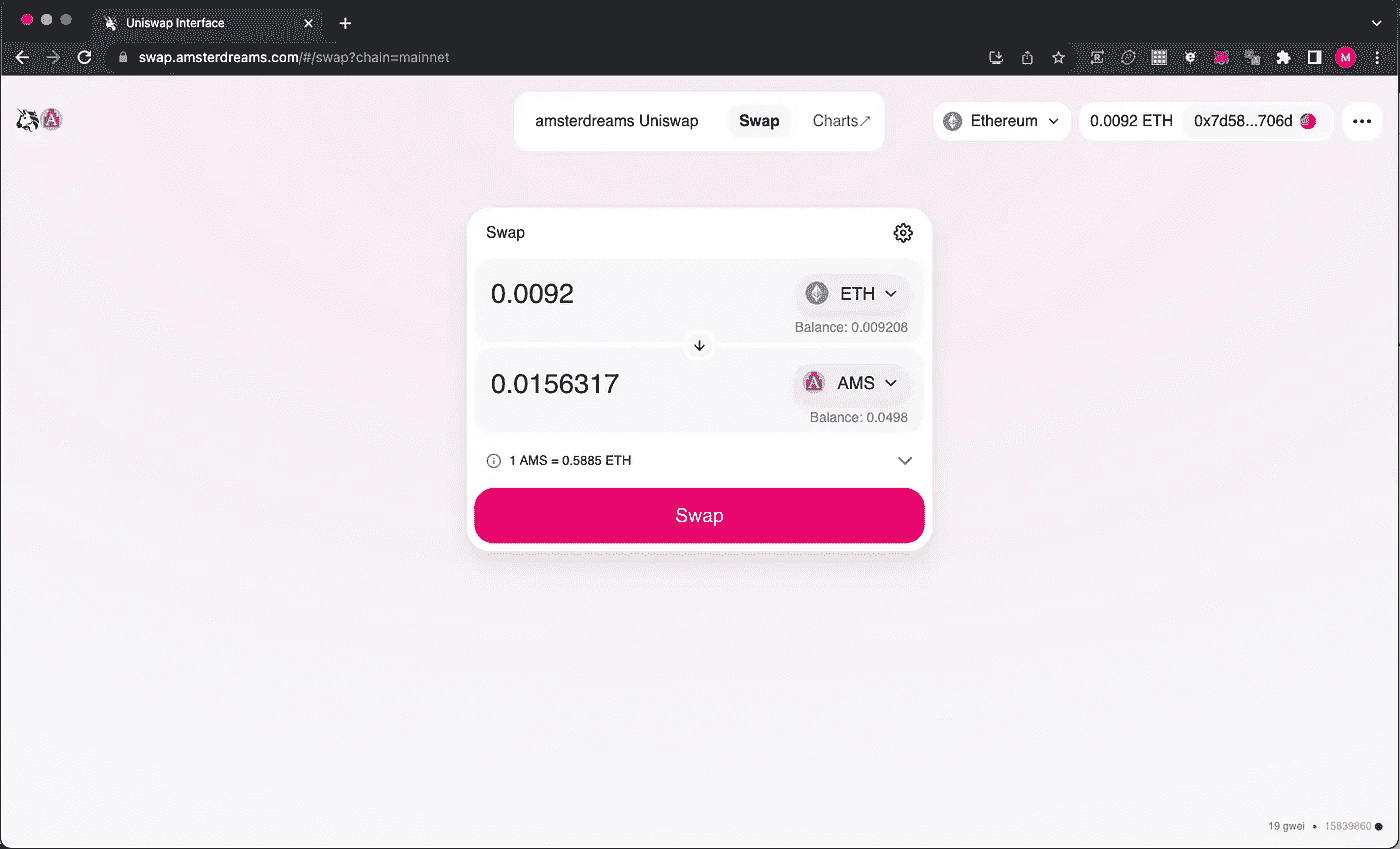 Uniswap Interface
swap.amsterdreams.com/#/swap?chain=mainnet
M
amsterdreams Uniswap Swap Charts↗
Ethereum 0.0092 ETH 0x7d58...706d
Swap
0.0092 ETH
Balance: 0.009208
0.0156317 AMS
Balance: 0.0498
1 AMS = 0.5885 ETH
Swap
19 gwei • 15839860